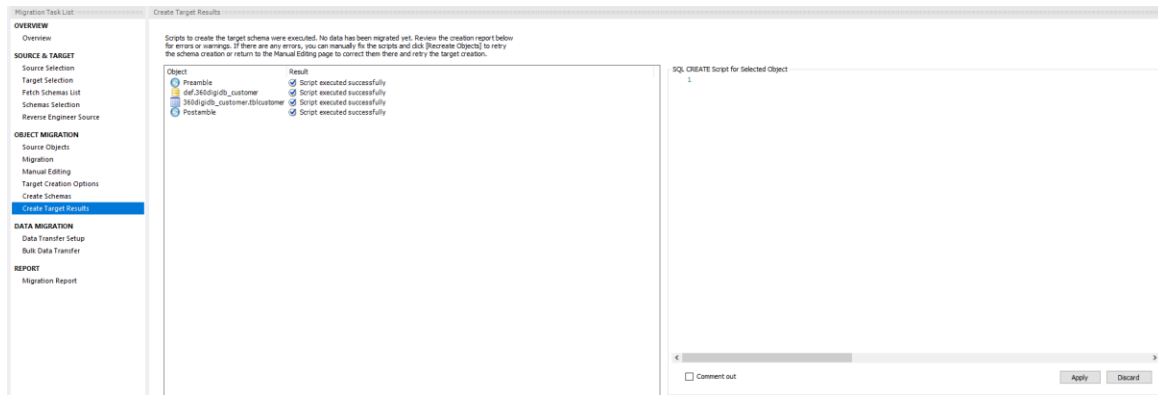 Migration Task List
Create Target Results
OVERVIEW
Overview
SOURCE & TARGET
Source Selection
Target Selection
Fetch Schemas List
Schemas Selection
Reverse Engineer Source
OBJECT MIGRATION
Source Objects
Migration
Manual Editing
Target Creation Options
Create Schemas
Create Target Results
DATA MIGRATION
Data Transfer Setup
Bulk Data Transfer
REPORT
Migration Report
Scripts to create the target schema were executed. No data has been migrated yet. Review the creation report below
for errors or warnings. If there are any errors, you can manually fix the scripts and click [Recreate Objects] to retry
the schema creation or return to the Manual Editing page to correct them there and retry the target creation.
Object Result
Preamble Script executed successfully
def.360digidb_customer Script executed successfully
360digidb_customer.tblcustomer Script executed successfully
Postamble Script executed successfully
SQL CREATE Script for Selected Object
1
Comment out
Apply Discard